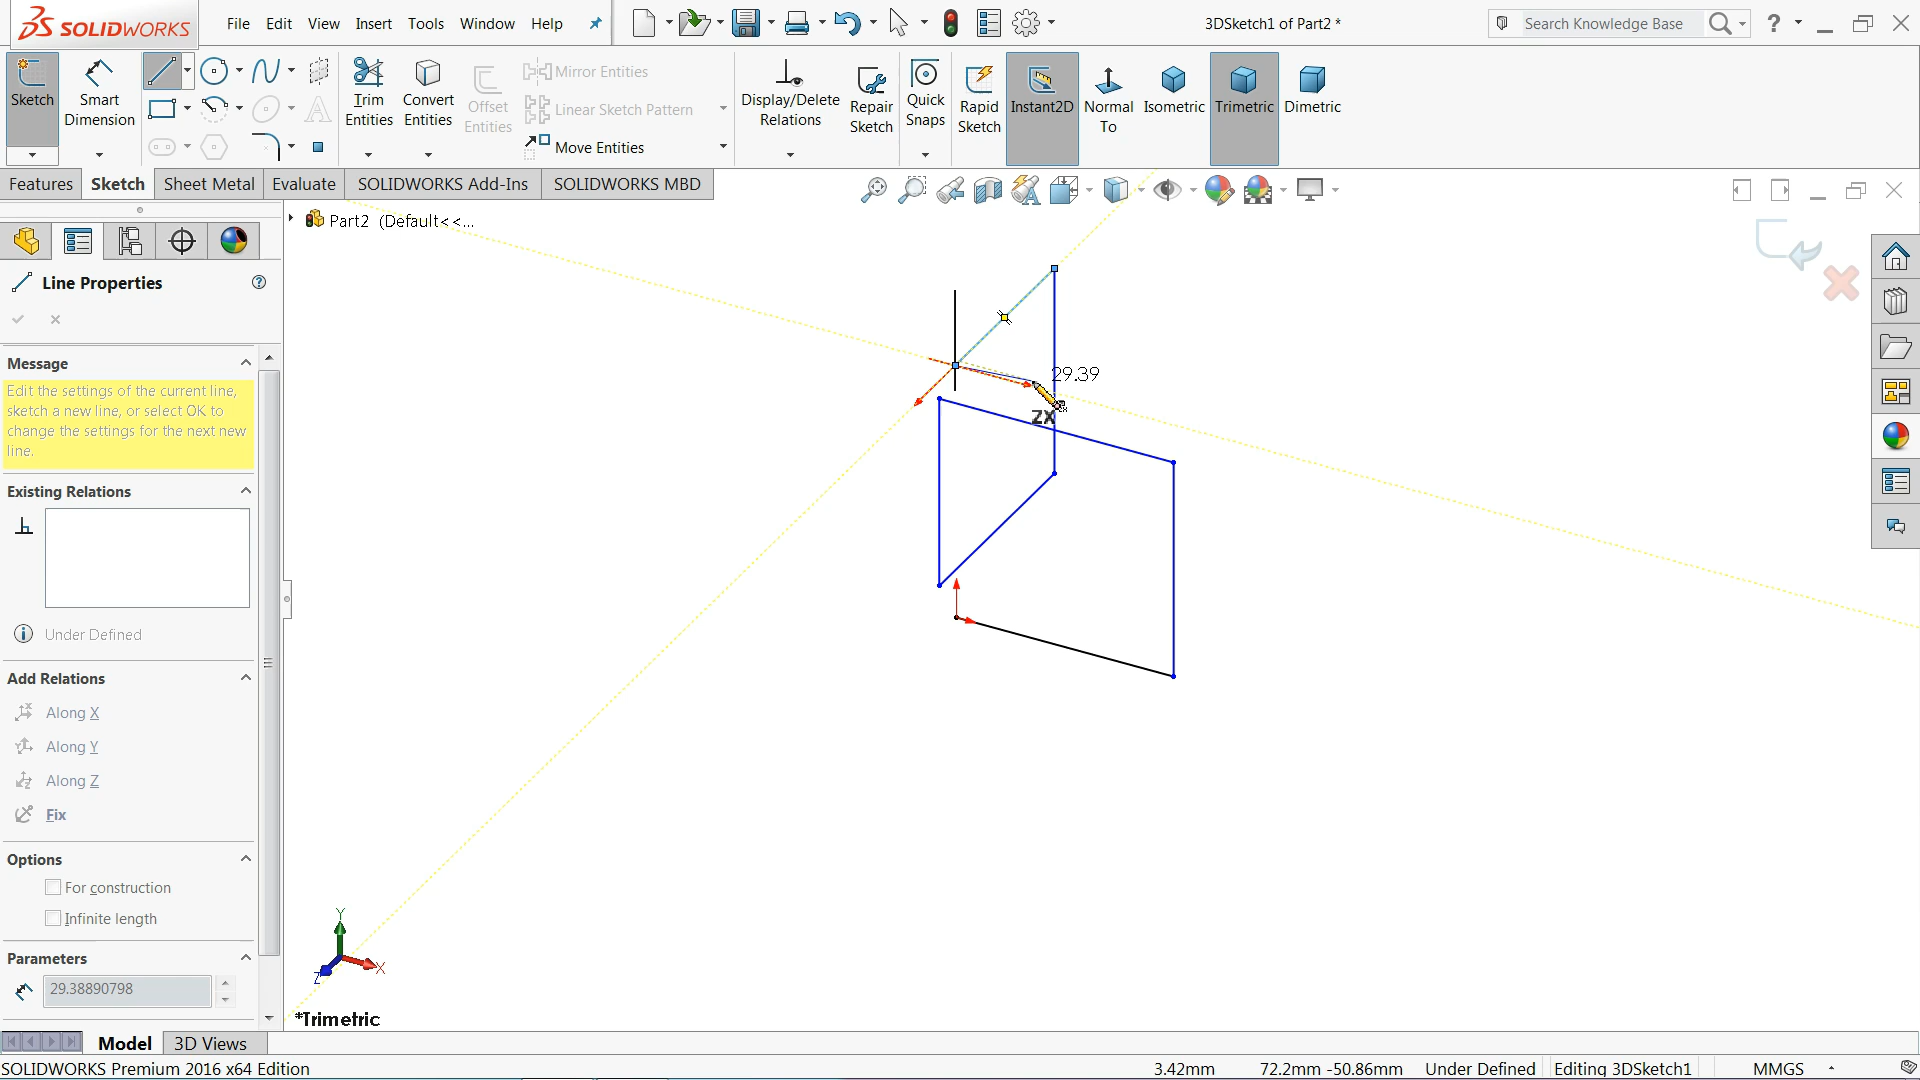 SOLIDWORKS
File Edit View Insert Tools Window Help
3DSketch1 of Part2 *
Search Knowledge Base
?
Sketch
Smart Dimension
Trim Entities
Convert Entities
Offset Entities
Mirror Entities
Linear Sketch Pattern
Move Entities
Display/Delete Relations
Repair Sketch
Quick Snaps
Rapid Sketch
Instant2D
Normal To
Isometric
Trimetric
Dimetric
Features Sketch Sheet Metal Evaluate SOLIDWORKS Add-Ins SOLIDWORKS MBD
Part2 (Default<<...
Line Properties
?
Message
Edit the settings of the current line,
sketch a new line, or select OK to
change the settings for the next new
line.
Existing Relations
Under Defined
Add Relations
Along X
Along Y
Along Z
Fix
Options
For construction
Infinite length
Parameters
29.38890798
29.39
ZX
Y
X
Z
*Trimetric
Model 3D Views
SOLIDWORKS Premium 2016 x64 Edition
3.42mm 72.2mm -50.86mm Under Defined Editing 3DSketch1 MMGS